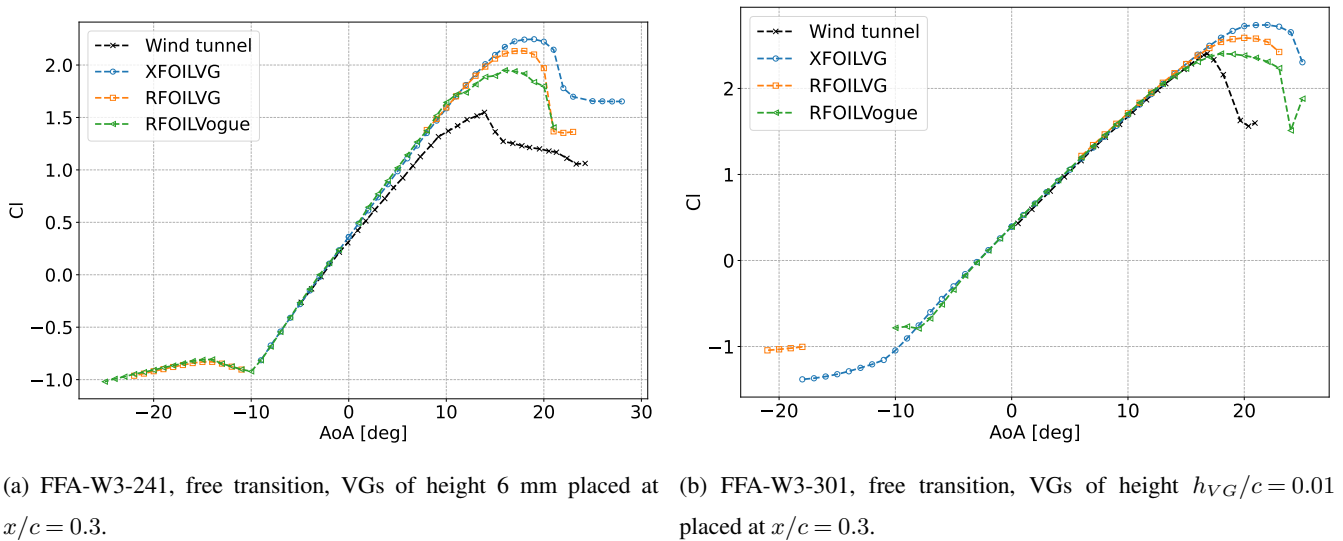 Wind tunnel
XFOILVG
RFOILVG
RFOILVogue
2.0
1.5
1.0
0.5
0.0
−0.5
−1.0
Cl
−20
−10
0
10
20
30
AoA [deg]
Wind tunnel
XFOILVG
RFOILVG
RFOILVogue
2
1
0
−1
Cl
−20
−10
0
10
20
AoA [deg]
(a) FFA-W3-241, free transition, VGs of height 6 mm placed at
x/c = 0.3.
(b) FFA-W3-301, free transition, VGs of height h_{VG}/c = 0.01
placed at x/c = 0.3.